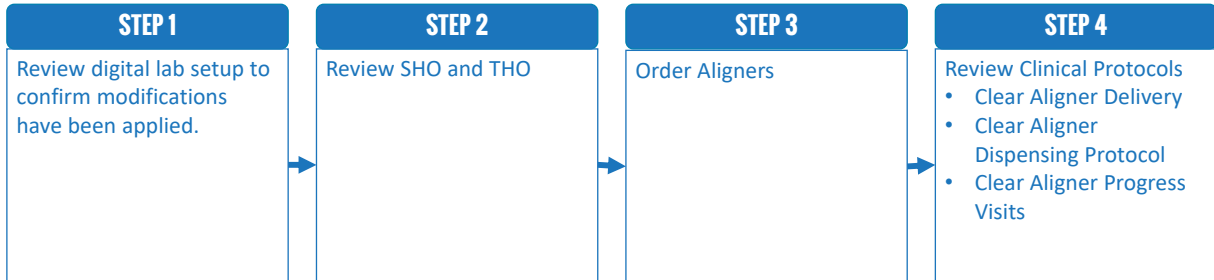 STEP 1
Review digital lab setup to
confirm modifications
have been applied.
STEP 2
Review SHO and THO
STEP 3
Order Aligners
STEP 4
Review Clinical Protocols
• Clear Aligner Delivery
• Clear Aligner
Dispensing Protocol
• Clear Aligner Progress
Visits